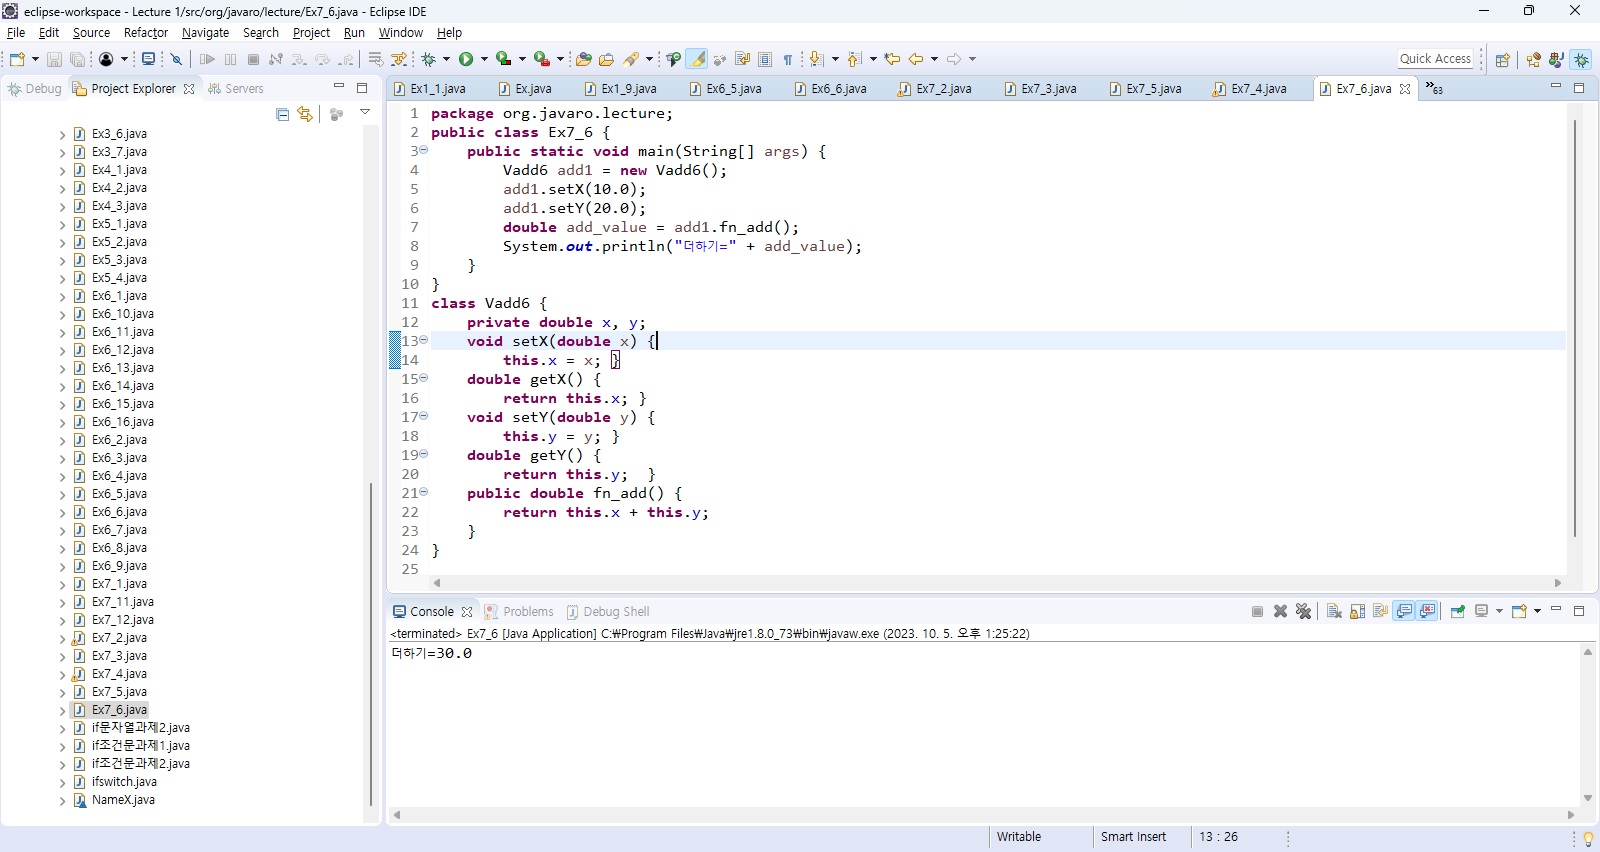 eclipse-workspace - Lecture 1/src/org/javaro/lecture/Ex7_6.java - Eclipse IDE
File Edit Source Refactor Navigate Search Project Run Window Help
Quick Access
Debug Project Explorer Servers
Ex1_1.java Ex.java Ex1_9.java Ex6_5.java Ex6_6.java Ex7_2.java Ex7_3.java Ex7_5.java Ex7_4.java Ex7_6.java »63
Ex3_6.java
Ex3_7.java
Ex4_1.java
Ex4_2.java
Ex4_3.java
Ex5_1.java
Ex5_2.java
Ex5_3.java
Ex5_4.java
Ex6_1.java
Ex6_10.java
Ex6_11.java
Ex6_12.java
Ex6_13.java
Ex6_14.java
Ex6_15.java
Ex6_16.java
Ex6_2.java
Ex6_3.java
Ex6_4.java
Ex6_5.java
Ex6_6.java
Ex6_7.java
Ex6_8.java
Ex6_9.java
Ex7_1.java
Ex7_11.java
Ex7_12.java
Ex7_2.java
Ex7_3.java
Ex7_4.java
Ex7_5.java
Ex7_6.java
if문자열과제2.java
if조건문과제1.java
if조건문과제2.java
ifswitch.java
NameX.java
1 package org.javaro.lecture;
2 public class Ex7_6 {
3 public static void main(String[] args) {
4 Vadd6 add1 = new Vadd6();
5 add1.setX(10.0);
6 add1.setY(20.0);
7 double add_value = add1.fn_add();
8 System.out.println("더하기=" + add_value);
9 }
10 }
11 class Vadd6 {
12 private double x, y;
13 void setX(double x) {
14 this.x = x; }
15 double getX() {
16 return this.x; }
17 void setY(double y) {
18 this.y = y; }
19 double getY() {
20 return this.y; }
21 public double fn_add() {
22 return this.x + this.y;
23 }
24 }
25
Console Problems Debug Shell
<terminated> Ex7_6 [Java Application] C:₩Program Files₩Java₩jre1.8.0_73₩bin₩javaw.exe (2023. 10. 5. 오후 1:25:22)
더하기=30.0
Writable Smart Insert 13 : 26